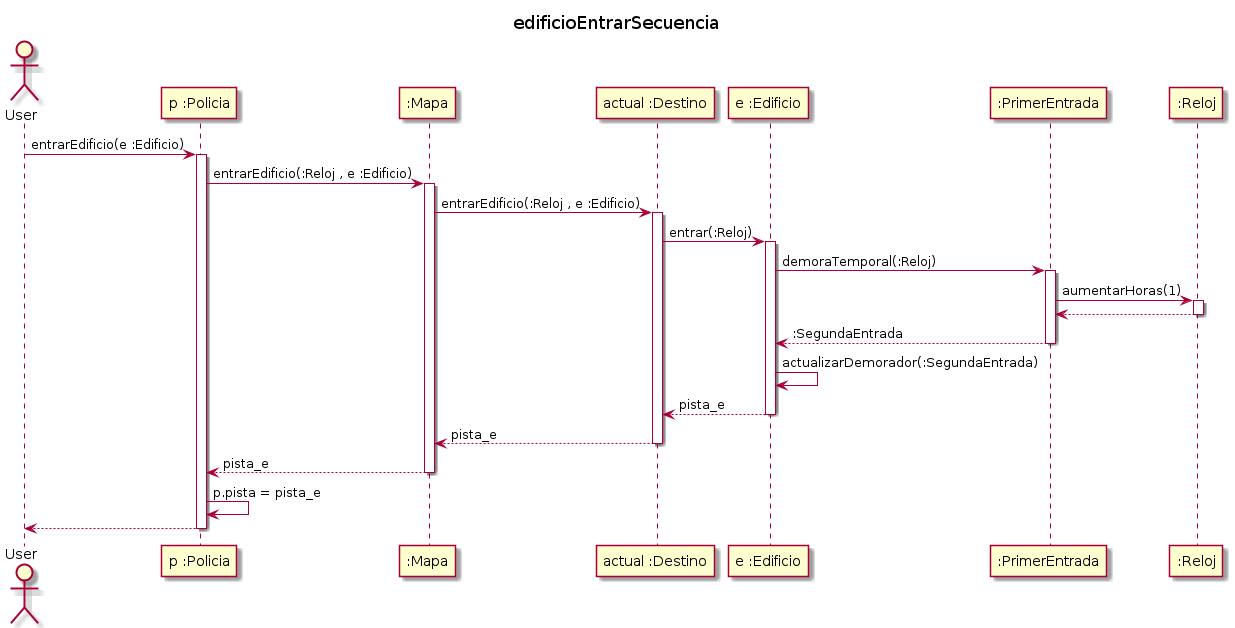 edificioEntrarSecuencia
User
p :Policia
:Mapa
actual :Destino
e :Edificio
:PrimerEntrada
:Reloj
entrarEdificio(e :Edificio)
entrarEdificio(:Reloj , e :Edificio)
entrarEdificio(:Reloj , e :Edificio)
entrar(:Reloj)
demoraTemporal(:Reloj)
aumentarHoras(1)
:SegundaEntrada
actualizarDemorador(:SegundaEntrada)
pista_e
pista_e
pista_e
p.pista = pista_e
User
p :Policia
:Mapa
actual :Destino
e :Edificio
:PrimerEntrada
:Reloj